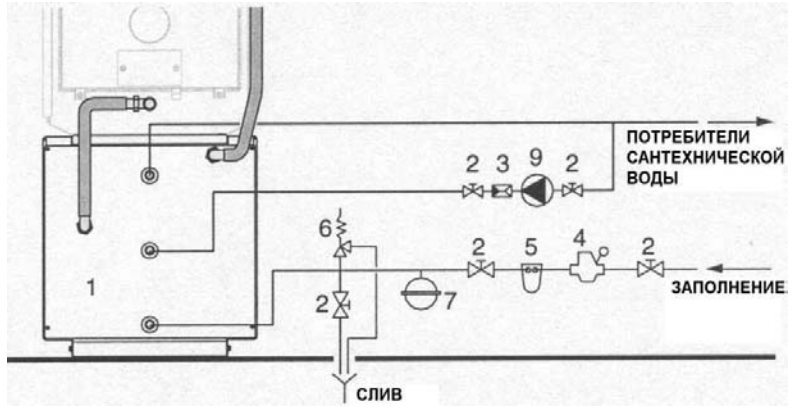 ПОТРЕБИТЕЛИ
САНТЕХНИЧЕСКОЙ
ВОДЫ
2 3 9 2
6
2 5 4 2
1
2
7
ЗАПОЛНЕНИЕ
СЛИВ